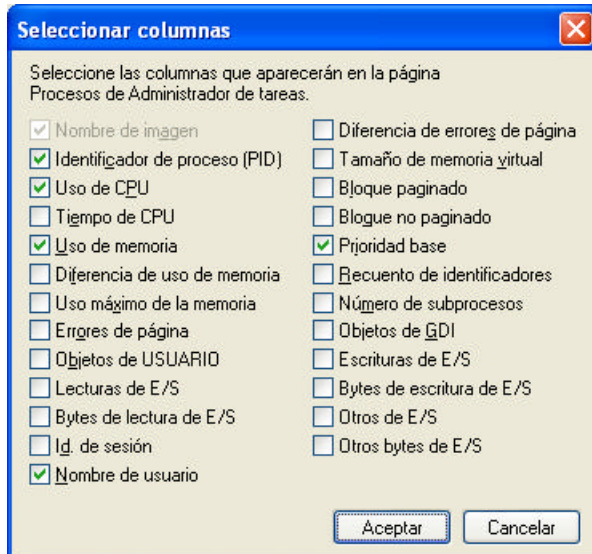 Seleccionar columnas
Seleccione las columnas que aparecerán en la página
Procesos de Administrador de tareas.
Nombre de imagen
Identificador de proceso (PID)
Uso de CPU
Tiempo de CPU
Uso de memoria
Diferencia de uso de memoria
Uso máximo de la memoria
Errores de página
Objetos de USUARIO
Lecturas de E/S
Bytes de lectura de E/S
Id. de sesión
Nombre de usuario
Diferencia de errores de página
Tamaño de memoria virtual
Bloque paginado
Blogue no paginado
Prioridad base
Recuento de identificadores
Número de subprocesos
Objetos de GDI
Escrituras de E/S
Bytes de escritura de E/S
Otros de E/S
Otros bytes de E/S
Aceptar
Cancelar